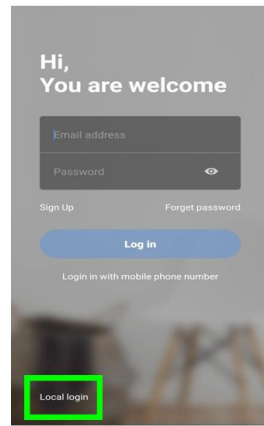 Hi,
You are welcome
Email address
Password
Sign Up Forget password
Log in
Login in with mobile phone number
Local login